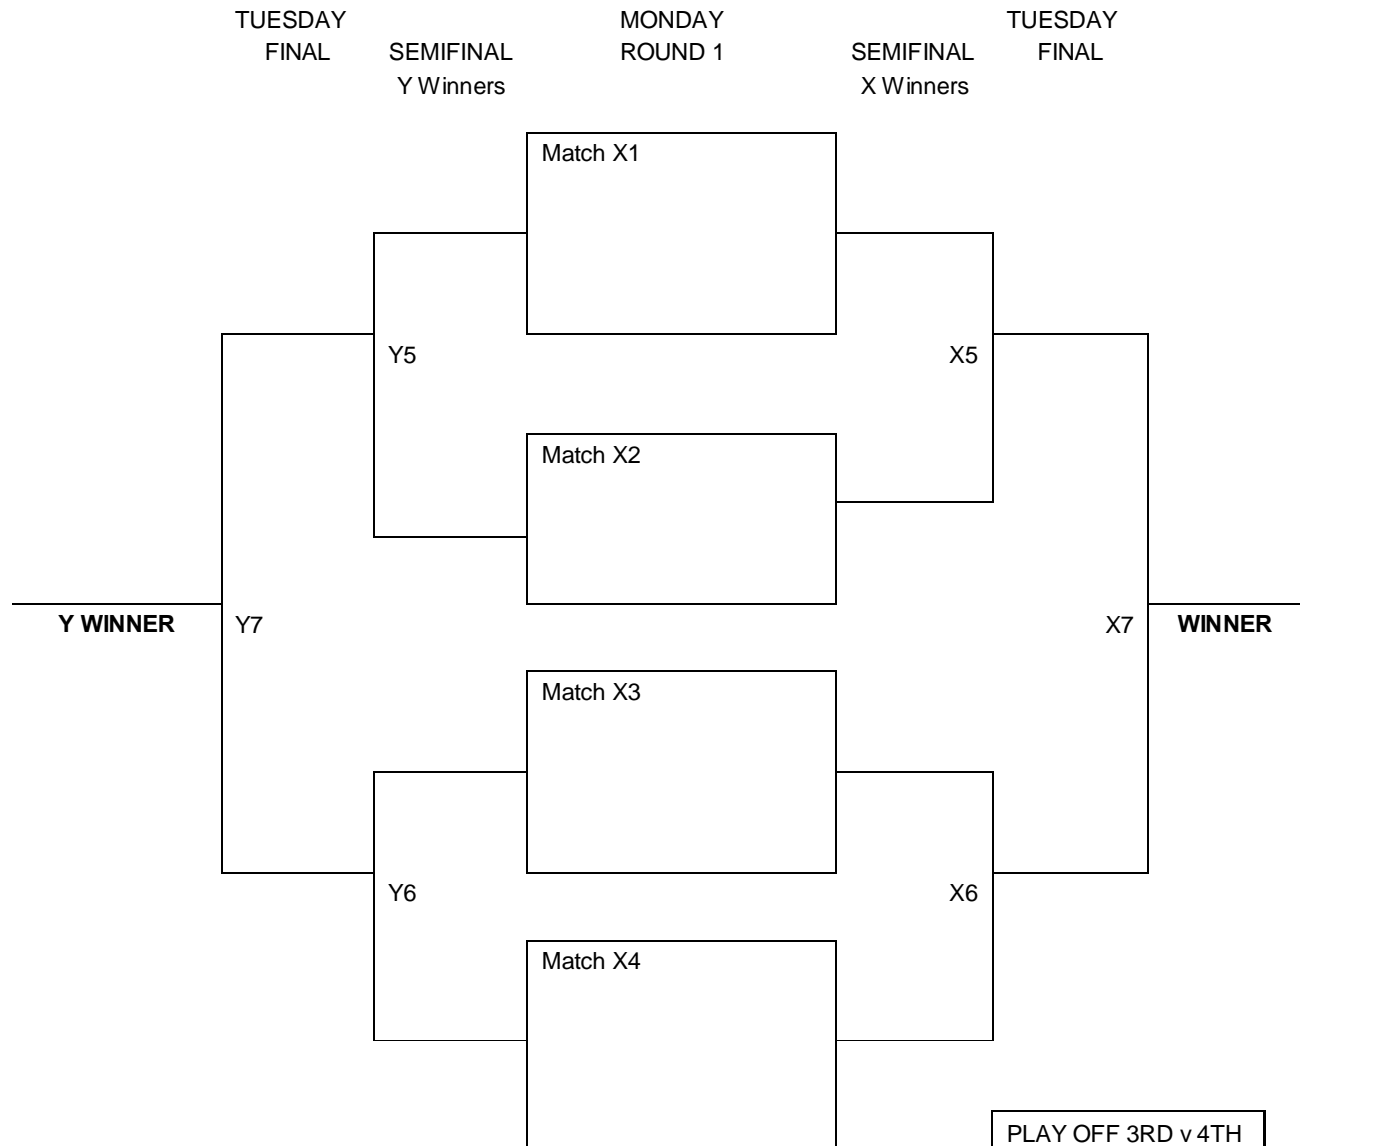 TUESDAY MONDAY TUESDAY
FINAL SEMIFINAL ROUND 1 SEMIFINAL FINAL
Y Winners X Winners
Match X1
Y5 X5
Match X2
Y WINNER Y7 X7 WINNER
Match X3
Y6 X6
Match X4
PLAY OFF 3RD v 4TH